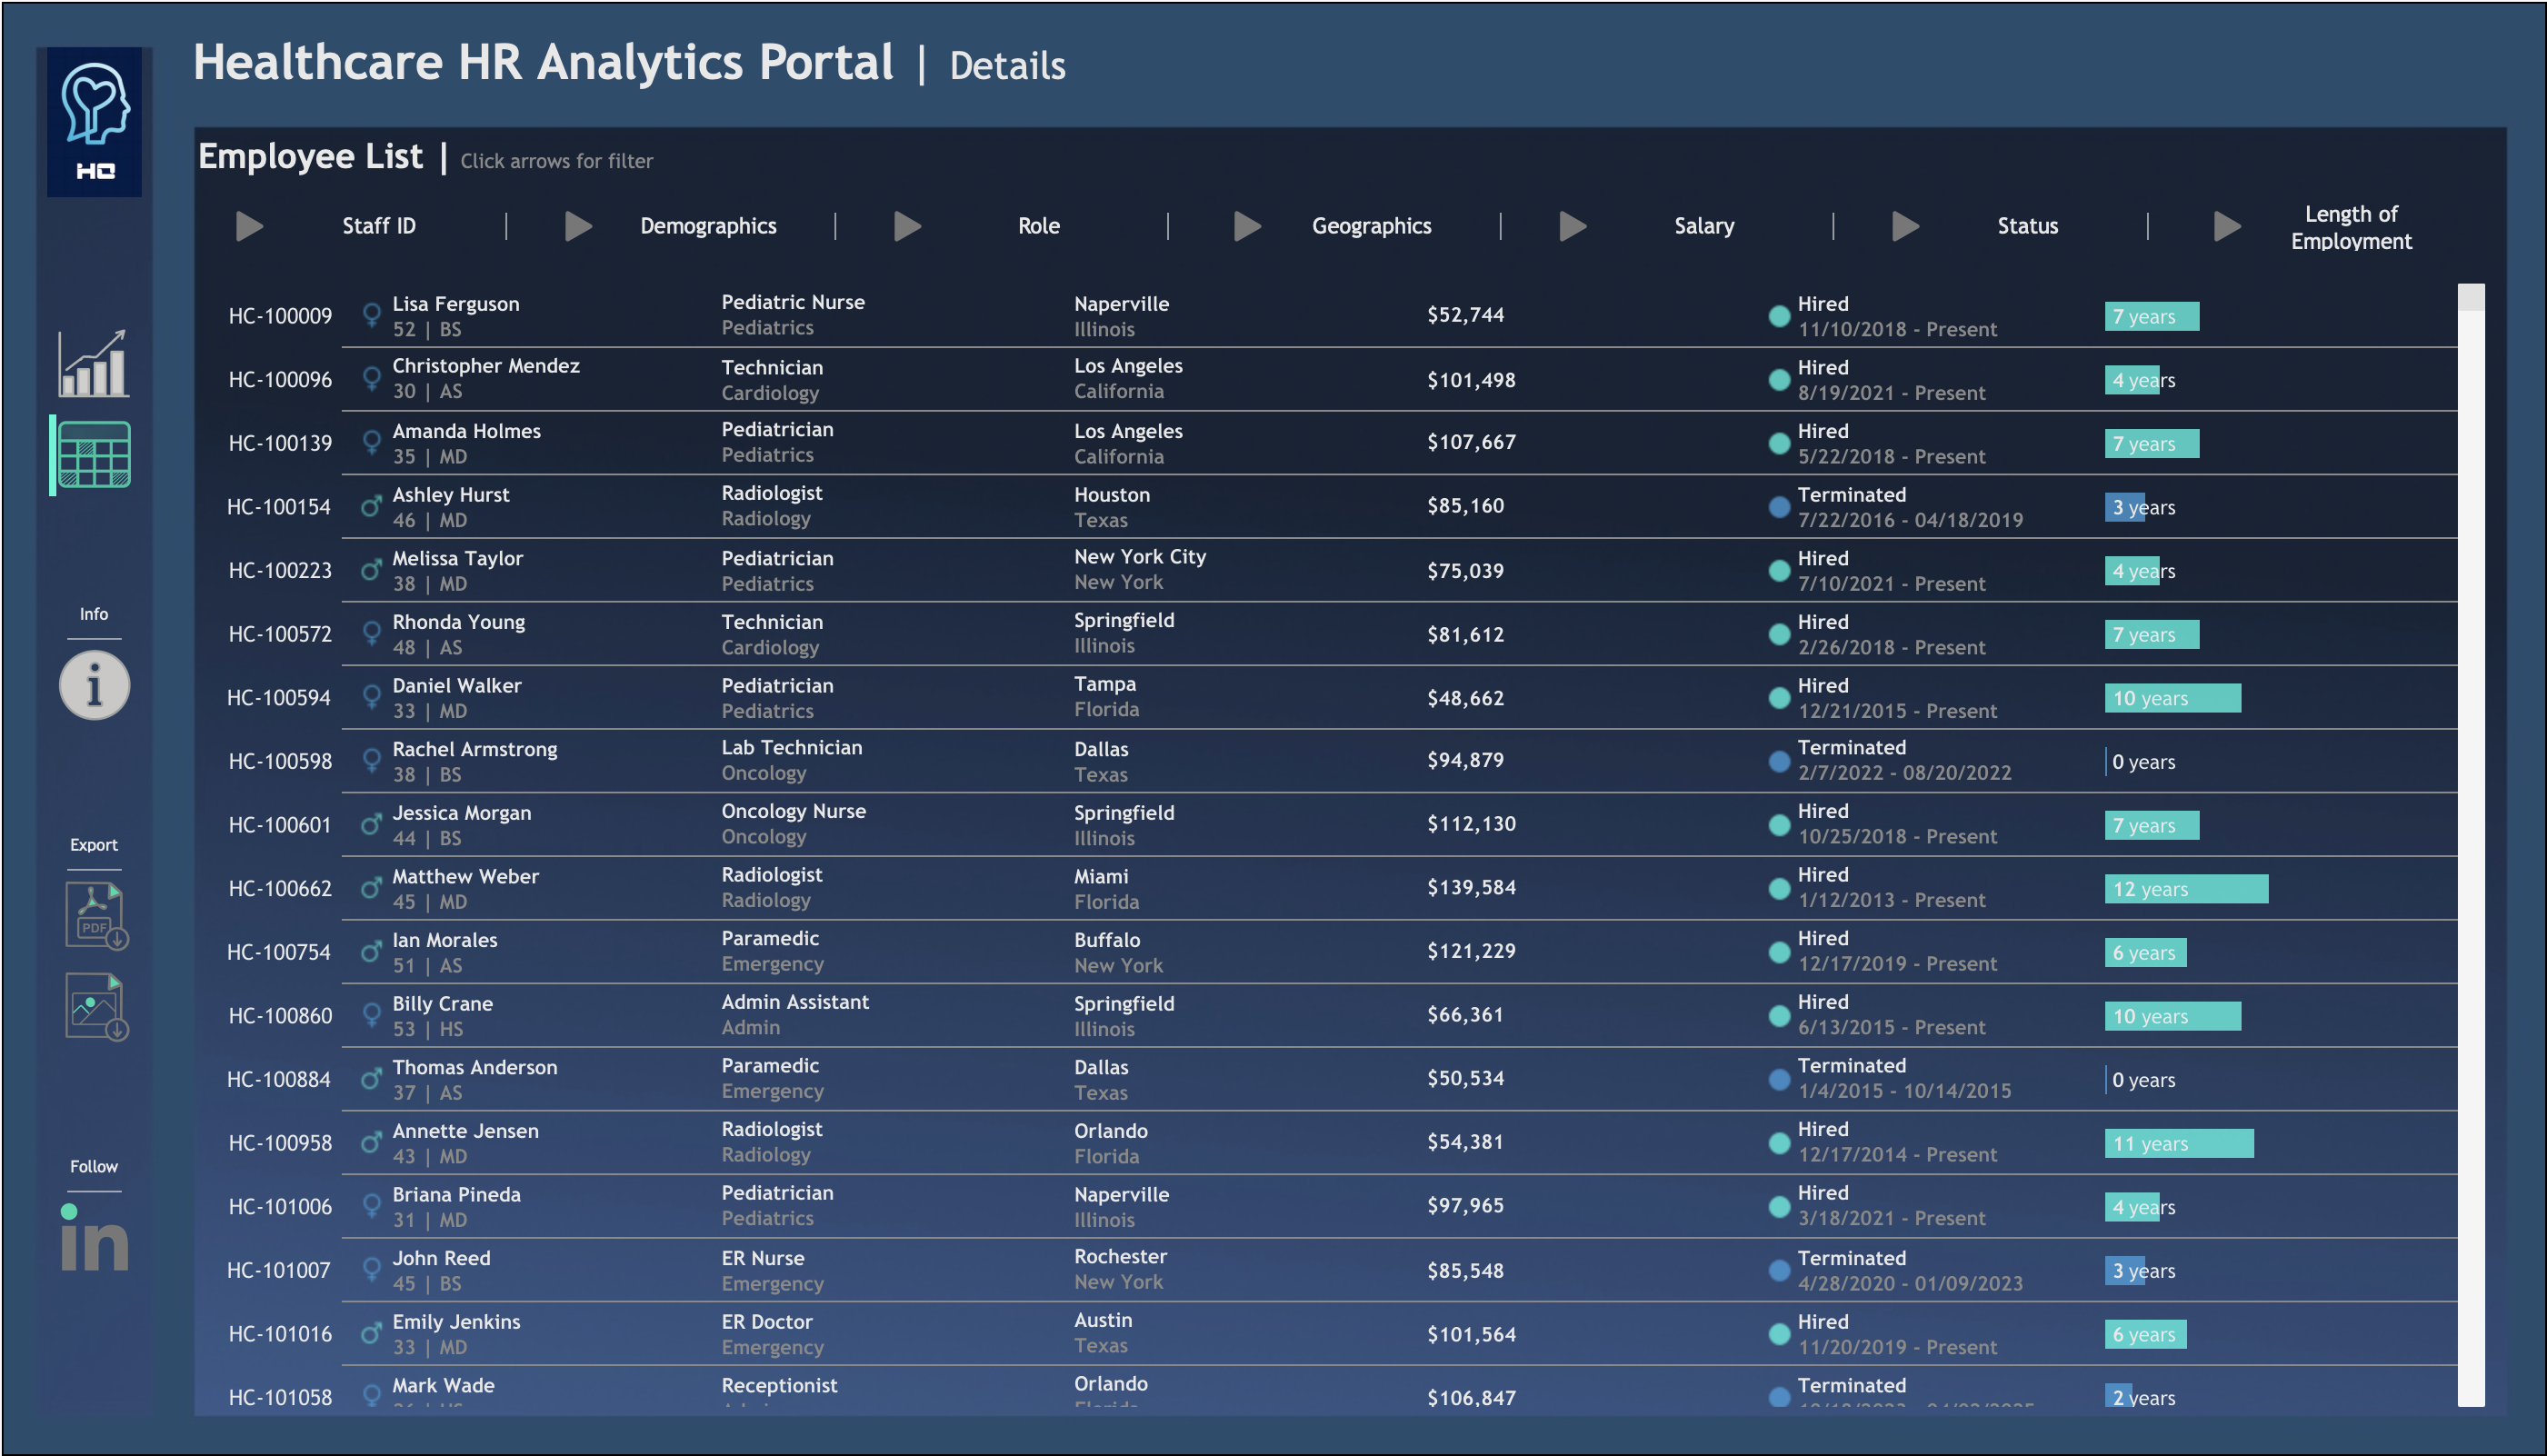 Healthcare HR Analytics Portal | Details
HQ
Employee List | Click arrows for filter
Staff ID | Demographics | Role | Geographics | Salary | Status | Length of
Employment
HC-100009 Lisa Ferguson Pediatric Nurse Naperville $52,744 Hired 7 years
52 | BS Pediatrics Illinois 11/10/2018 - Present
HC-100096 Christopher Mendez Technician Los Angeles $101,498 Hired 4 years
30 | AS Cardiology California 8/19/2021 - Present
HC-100139 Amanda Holmes Pediatrician Los Angeles $107,667 Hired 7 years
35 | MD Pediatrics California 5/22/2018 - Present
HC-100154 Ashley Hurst Radiologist Houston $85,160 Terminated 3 years
46 | MD Radiology Texas 7/22/2016 - 04/18/2019
HC-100223 Melissa Taylor Pediatrician New York City $75,039 Hired 4 years
38 | MD Pediatrics New York 7/10/2021 - Present
HC-100572 Rhonda Young Technician Springfield $81,612 Hired 7 years
48 | AS Cardiology Illinois 2/26/2018 - Present
HC-100594 Daniel Walker Pediatrician Tampa $48,662 Hired 10 years
33 | MD Pediatrics Florida 12/21/2015 - Present
HC-100598 Rachel Armstrong Lab Technician Dallas $94,879 Terminated 0 years
38 | BS Oncology Texas 2/7/2022 - 08/20/2022
HC-100601 Jessica Morgan Oncology Nurse Springfield $112,130 Hired 7 years
44 | BS Oncology Illinois 10/25/2018 - Present
HC-100662 Matthew Weber Radiologist Miami $139,584 Hired 12 years
45 | MD Radiology Florida 1/12/2013 - Present
HC-100754 Ian Morales Paramedic Buffalo $121,229 Hired 6 years
51 | AS Emergency New York 12/17/2019 - Present
HC-100860 Billy Crane Admin Assistant Springfield $66,361 Hired 10 years
53 | HS Admin Illinois 6/13/2015 - Present
HC-100884 Thomas Anderson Paramedic Dallas $50,534 Terminated 0 years
37 | AS Emergency Texas 1/4/2015 - 10/14/2015
HC-100958 Annette Jensen Radiologist Orlando $54,381 Hired 11 years
43 | MD Radiology Florida 12/17/2014 - Present
HC-101006 Briana Pineda Pediatrician Naperville $97,965 Hired 4 years
31 | MD Pediatrics Illinois 3/18/2021 - Present
HC-101007 John Reed ER Nurse Rochester $85,548 Terminated 3 years
45 | BS Emergency New York 4/28/2020 - 01/09/2023
HC-101016 Emily Jenkins ER Doctor Austin $101,564 Hired 6 years
33 | MD Emergency Texas 11/20/2019 - Present
HC-101058 Mark Wade Receptionist Orlando $106,847 Terminated 2 years
Info
Export
PDF
Follow
in